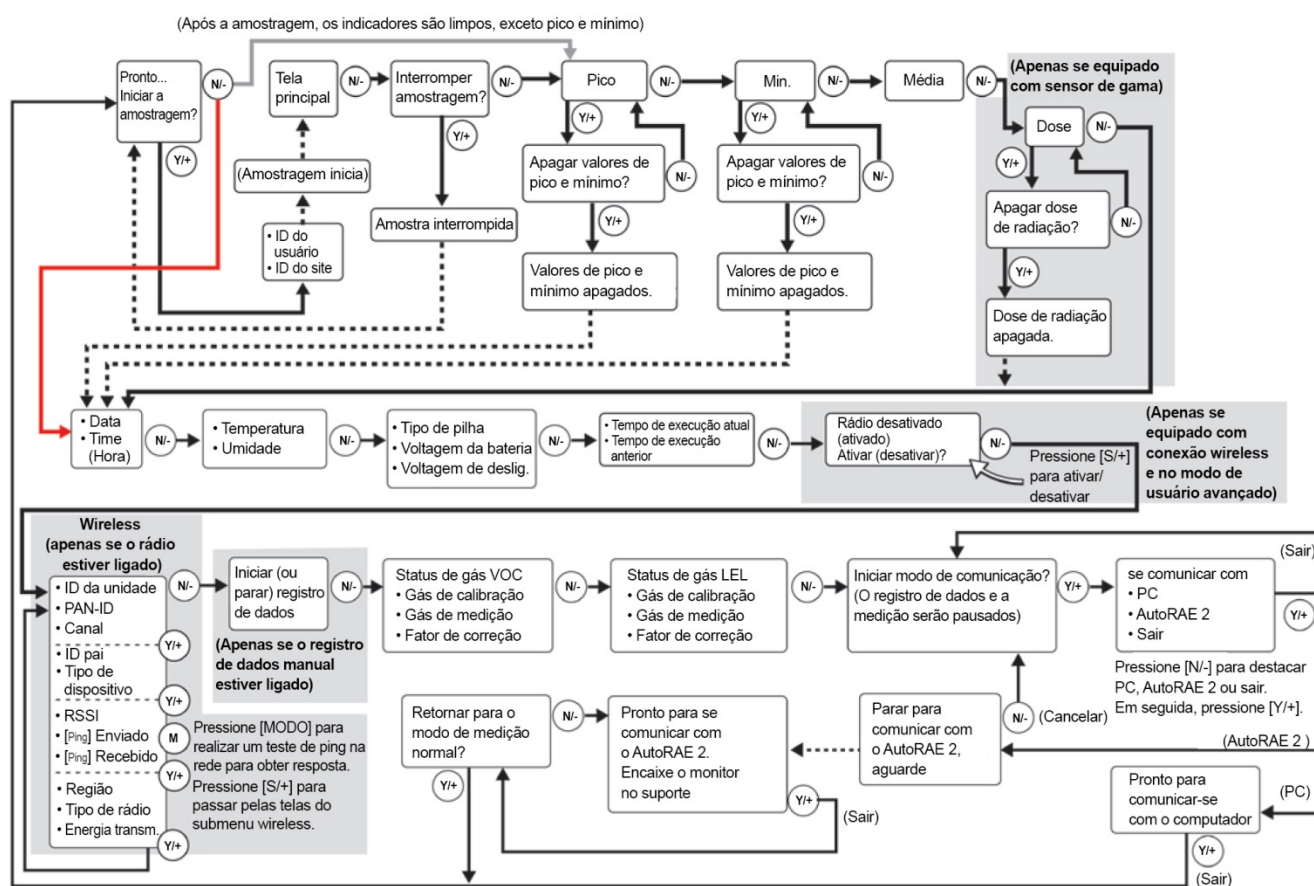 (Após a amostragem, os indicadores são limpos, exceto pico e mínimo)
Pronto...
Iniciar a
amostragem?
N/-
Y/+
Tela
principal
N/-
(Amostragem inicia)
• ID do
usuário
• ID do site
Interromper
amostragem?
N/-
Y/+
Amostra interrompida
Pico
N/-
Y/+
Apagar valores de
pico e mínimo?
N/-
Y/+
Valores de pico e
mínimo apagados.
Min.
N/-
Y/+
Apagar valores de
pico e mínimo?
N/-
Y/+
Valores de pico e
mínimo apagados.
Média
N/-
(Apenas se equipado
com sensor de gama)
Dose
N/-
Y/+
Apagar dose
de radiação?
N/-
Y/+
Dose de radiação
apagada.
• Data
• Time
(Hora)
N/-
• Temperatura
• Umidade
N/-
• Tipo de pilha
• Voltagem da bateria
• Voltagem de deslig.
N/-
• Tempo de execução atual
• Tempo de execução
anterior
N/-
Rádio desativado
(ativado)
Ativar (desativar)?
N/-
Pressione [S/+]
para ativar/
desativar
(Apenas se
equipado com
conexão wireless
e no modo de
usuário avançado)
Wireless
(apenas se o rádio
estiver ligado)
• ID da unidade
• PAN-ID
• Canal
N/-
Y/+
• ID pai
• Tipo de
dispositivo
Y/+
• RSSI
• [Ping] Enviado
• [Ping] Recebido
M
Y/+
Pressione [MODO] para
realizar um teste de ping na
rede para obter resposta.
• Região
• Tipo de rádio
• Energia transm.
Y/+
Pressione [S/+] para
passar pelas telas do
submenu wireless.
Iniciar (ou
parar) registro
de dados
N/-
(Apenas se o registro
de dados manual
estiver ligado)
Status de gás VOC
• Gás de calibração
• Gás de medição
• Fator de correção
N/-
Status de gás LEL
• Gás de calibração
• Gás de medição
• Fator de correção
N/-
Iniciar modo de comunicação?
(O registro de dados e a
medição serão pausados)
Y/+
se comunicar com
• PC
• AutoRAE 2
• Sair
(Sair)
Y/+
Pressione [N/-] para destacar
PC, AutoRAE 2 ou sair.
Em seguida, pressione [Y/+].
Retornar para o
modo de medição
normal?
N/-
Y/+
Pronto para se
comunicar com
o AutoRAE 2.
Encaixe o monitor
no suporte
Y/+
(Sair)
Parar para
comunicar com
o AutoRAE 2,
aguarde
N/-
(Cancelar)
(AutoRAE 2 )
(PC)
Pronto para
comunicar-se
com o computador
Y/+
(Sair)